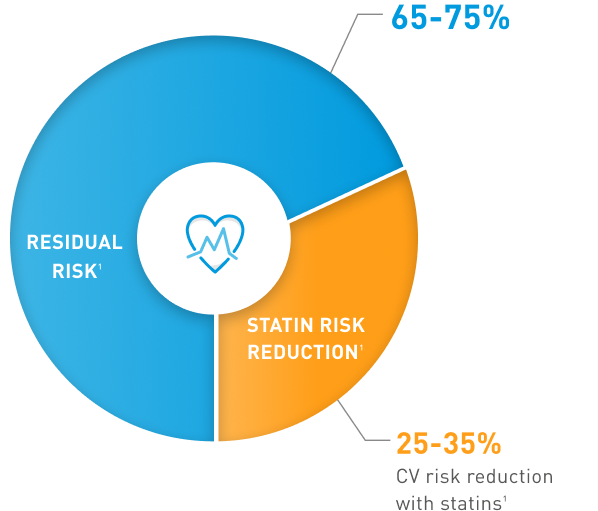 65-75%
RESIDUAL
RISK¹
STATIN RISK
REDUCTION¹
25-35%
CV risk reduction
with statins¹